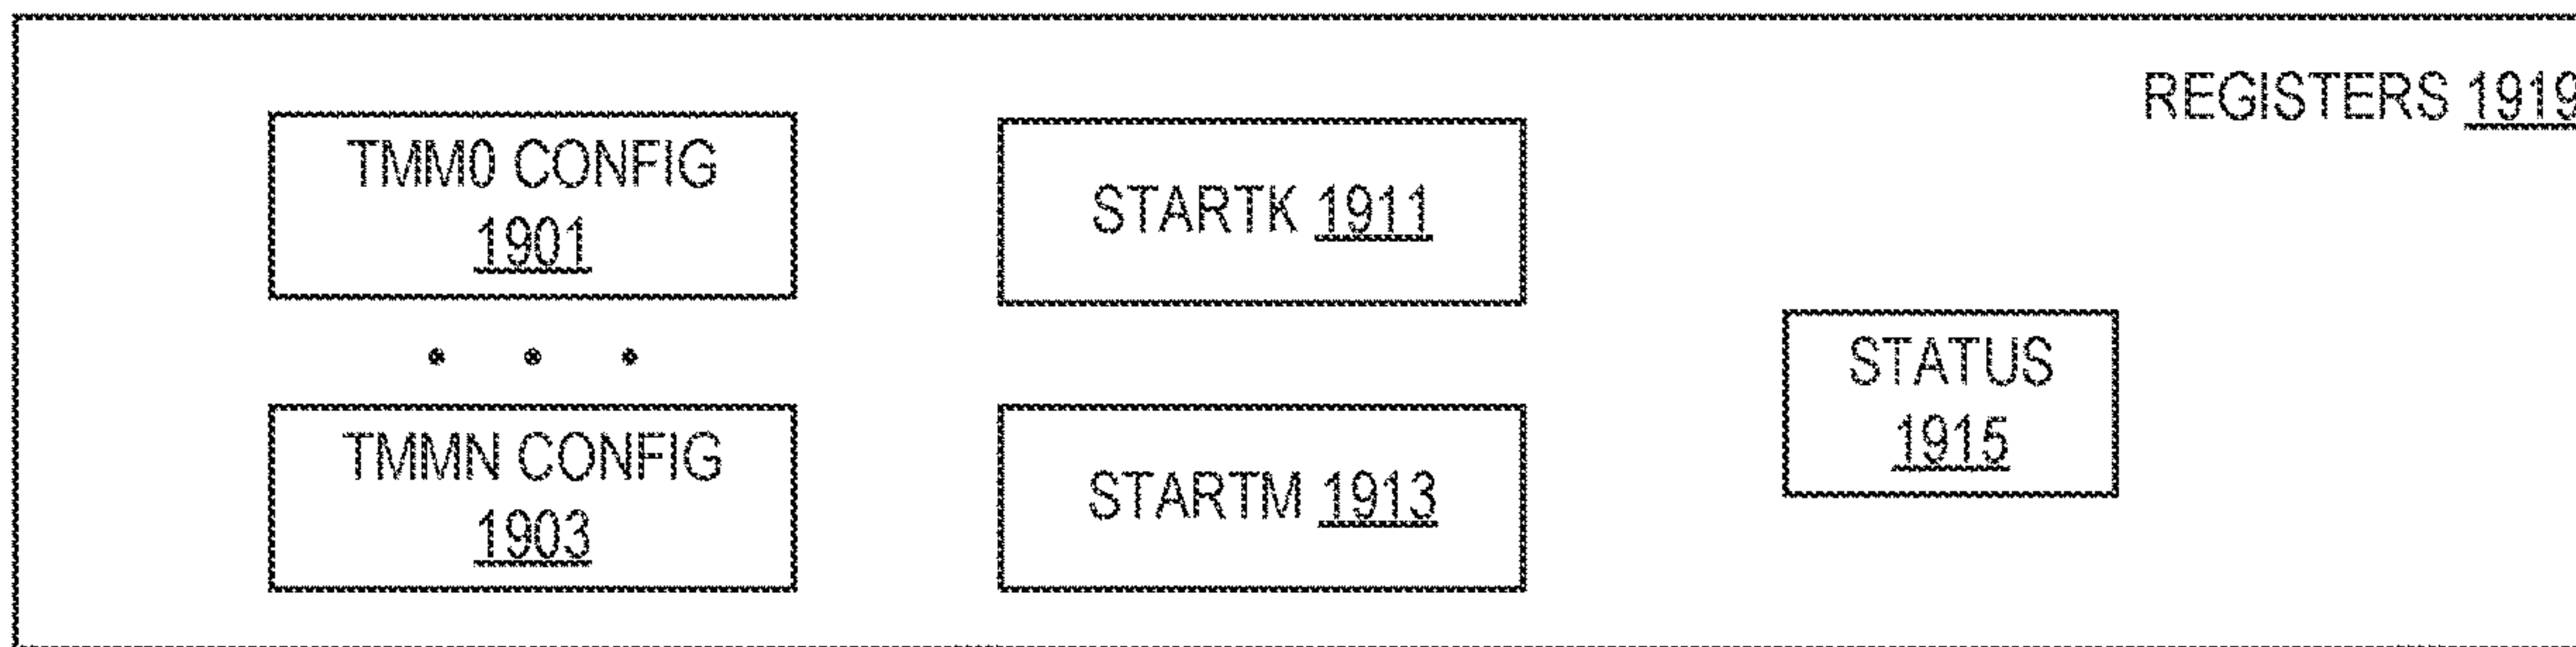 REGISTERS 1919
TMM0 CONFIG
1901
STARTK 1911
STATUS
1915
TMMN CONFIG
1903
STARTM 1913